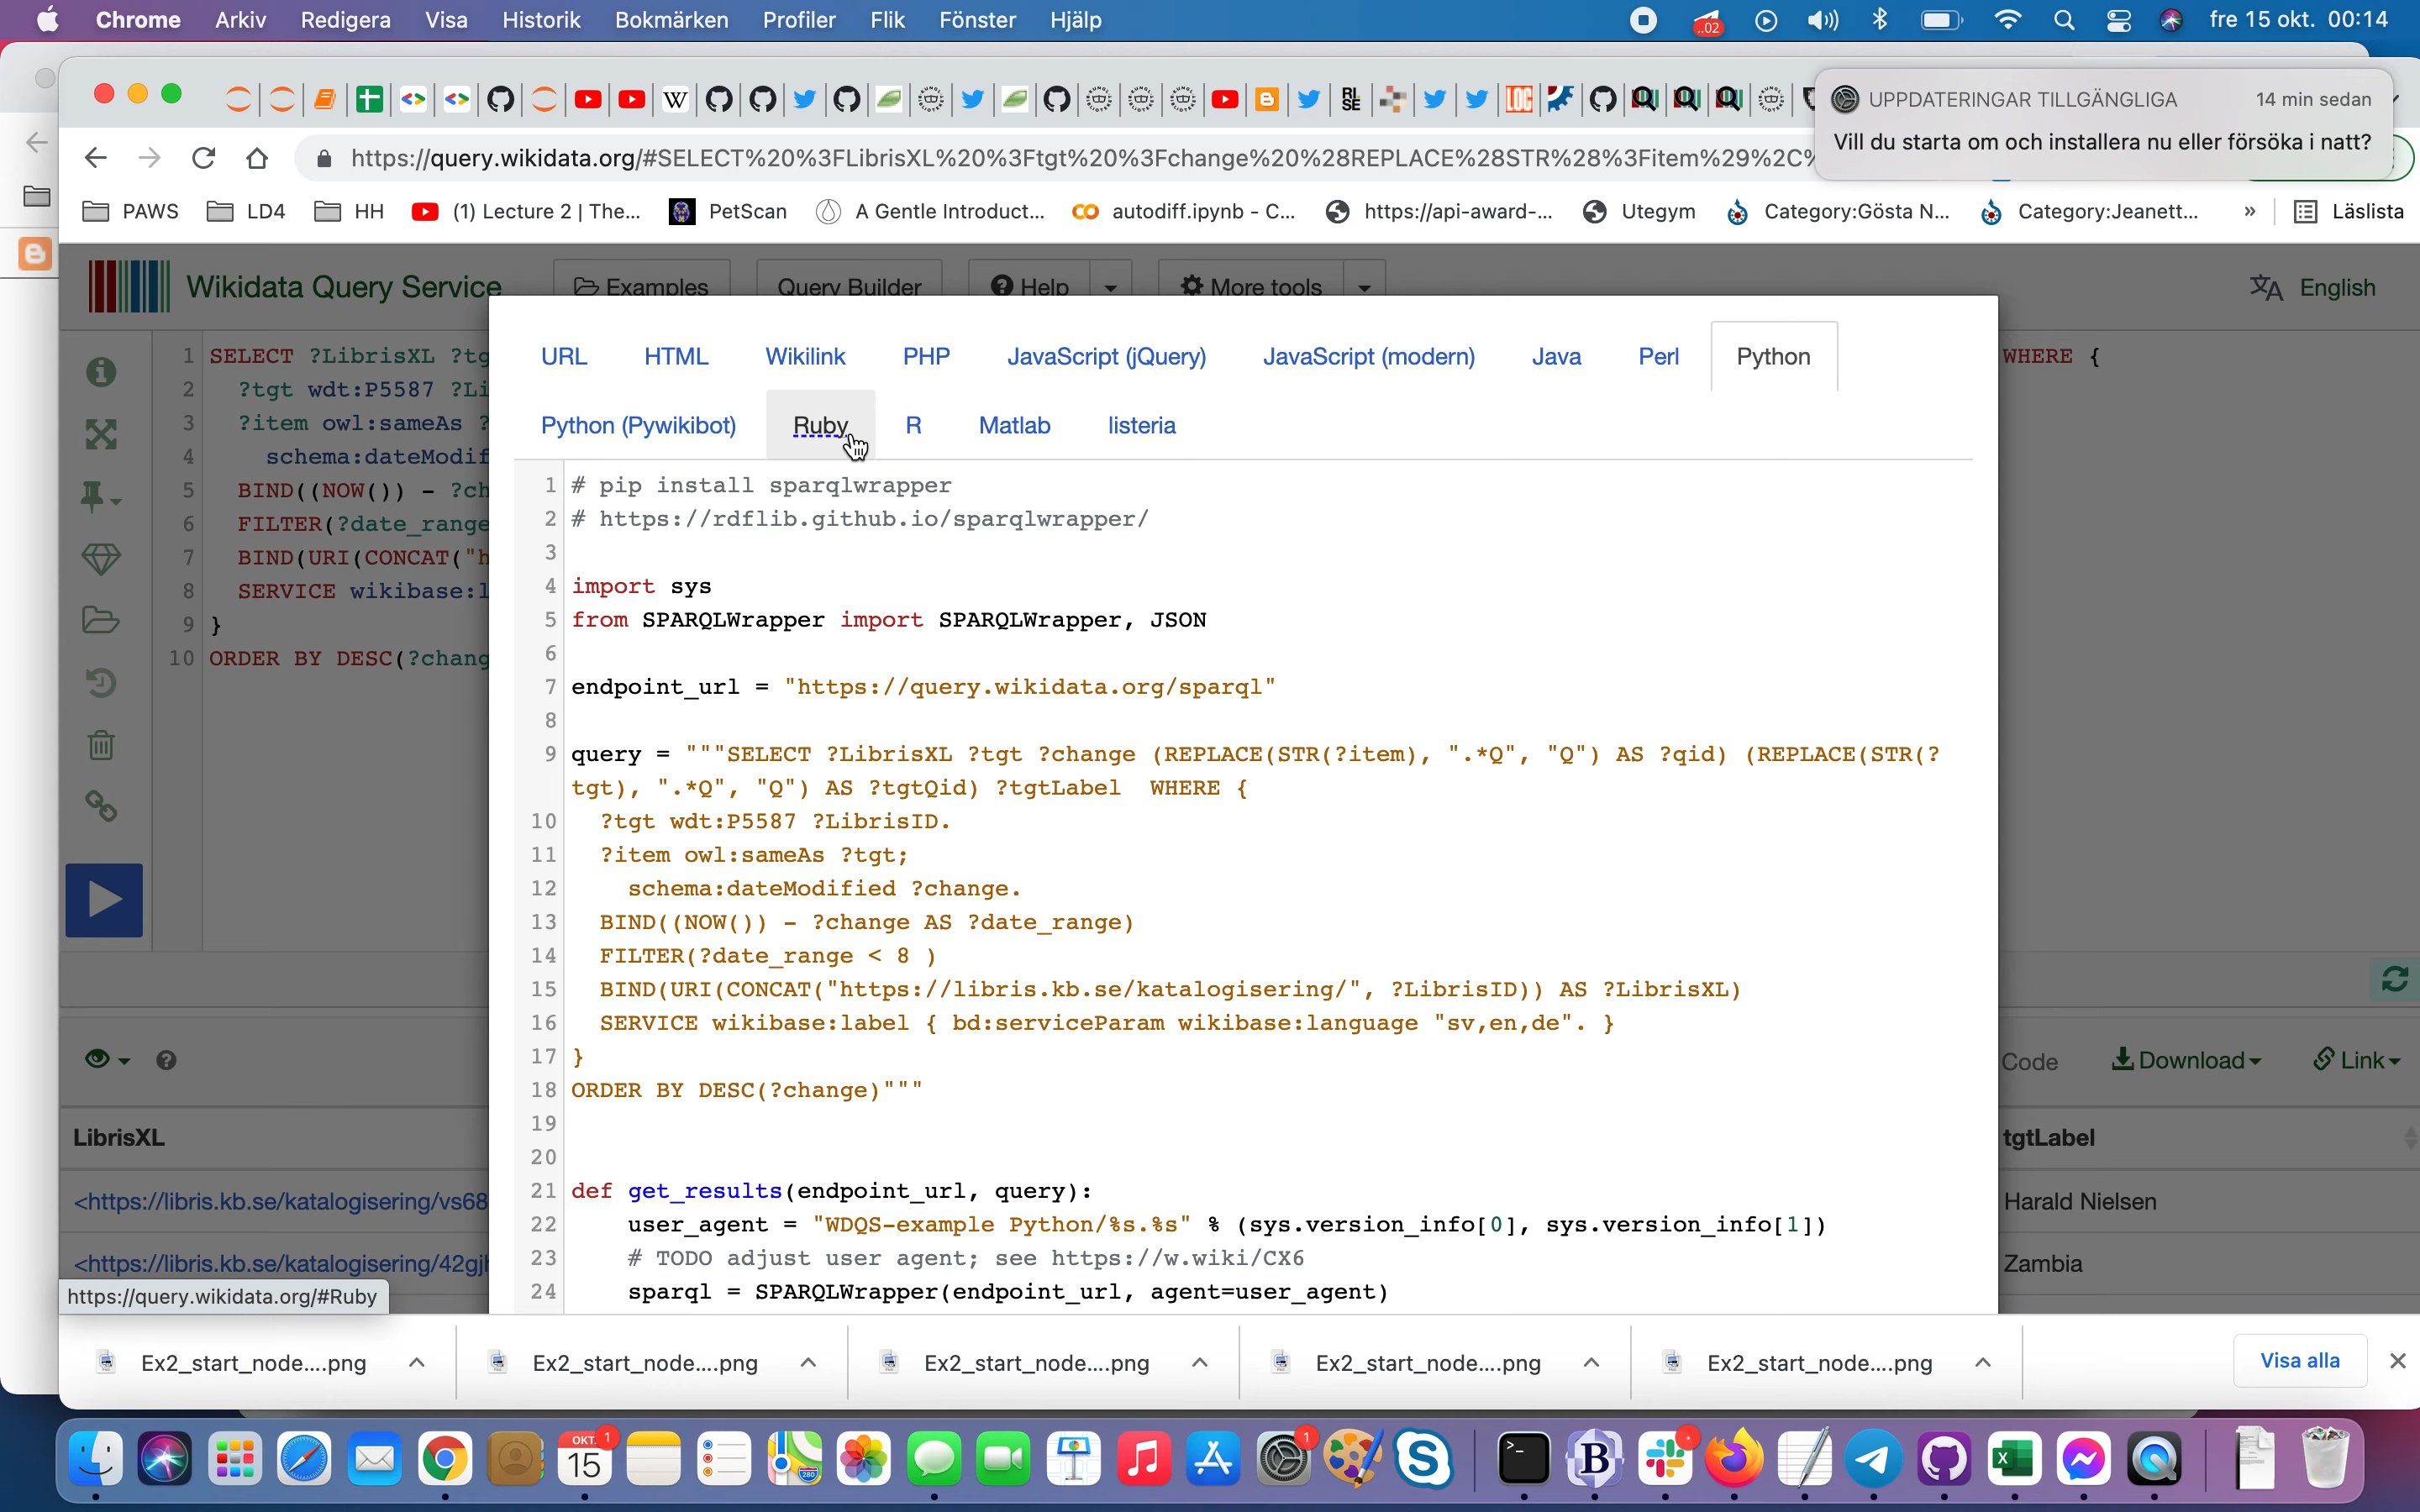 Chrome Arkiv Redigera Visa Historik Bokmärken Profiler Flik Fönster Hjälp
..02
fre 15 okt. 00:14
W
RI SE
LOC
UPPDATERINGAR TILLGÄNGLIGA 14 min sedan
Vill du starta om och installera nu eller försöka i natt?
https://query.wikidata.org/#SELECT%20%3FLibrisXL%20%3Ftgt%20%3Fchange%20%28REPLACE%28STR%28%3Fitem%29%2C%
PAWS LD4 HH (1) Lecture 2 | The... PetScan A Gentle Introduct... autodiff.ipynb - C... https://api-award-... Utegym Category:Gösta N... Category:Jeanett... » Läslista
Wikidata Query Service Examples Query Builder Help More tools English
1 SELECT ?LibrisXL ?tg
WHERE {
2 ?tgt wdt:P5587 ?Li
3 ?item owl:sameAs ?
4 schema:dateModif
5 BIND((NOW()) - ?ch
6 FILTER(?date_range
7 BIND(URI(CONCAT("h
8 SERVICE wikibase:l
9 }
10 ORDER BY DESC(?chang
URL HTML Wikilink PHP JavaScript (jQuery) JavaScript (modern) Java Perl Python
Python (Pywikibot) Ruby R Matlab listeria
1 # pip install sparqlwrapper
2 # https://rdflib.github.io/sparqlwrapper/
3
4 import sys
5 from SPARQLWrapper import SPARQLWrapper, JSON
6
7 endpoint_url = "https://query.wikidata.org/sparql"
8
9 query = """SELECT ?LibrisXL ?tgt ?change (REPLACE(STR(?item), ".*Q", "Q") AS ?qid) (REPLACE(STR(?
tgt), ".*Q", "Q") AS ?tgtQid) ?tgtLabel  WHERE {
10 ?tgt wdt:P5587 ?LibrisID.
11 ?item owl:sameAs ?tgt;
12 schema:dateModified ?change.
13 BIND((NOW()) - ?change AS ?date_range)
14 FILTER(?date_range < 8 )
15 BIND(URI(CONCAT("https://libris.kb.se/katalogisering/", ?LibrisID)) AS ?LibrisXL)
16 SERVICE wikibase:label { bd:serviceParam wikibase:language "sv,en,de". }
17 }
18 ORDER BY DESC(?change)"""
19
20
21 def get_results(endpoint_url, query):
22 user_agent = "WDQS-example Python/%s.%s" % (sys.version_info[0], sys.version_info[1])
23 # TODO adjust user agent; see https://w.wiki/CX6
24 sparql = SPARQLWrapper(endpoint_url, agent=user_agent)
Code Download Link
LibrisXL tgtLabel
<https://libris.kb.se/katalogisering/vs68 Harald Nielsen
<https://libris.kb.se/katalogisering/42gjh Zambia
https://query.wikidata.org/#Ruby
Ex2_start_node....png Ex2_start_node....png Ex2_start_node....png Ex2_start_node....png Ex2_start_node....png Visa alla
OKT. 15 1
280
1